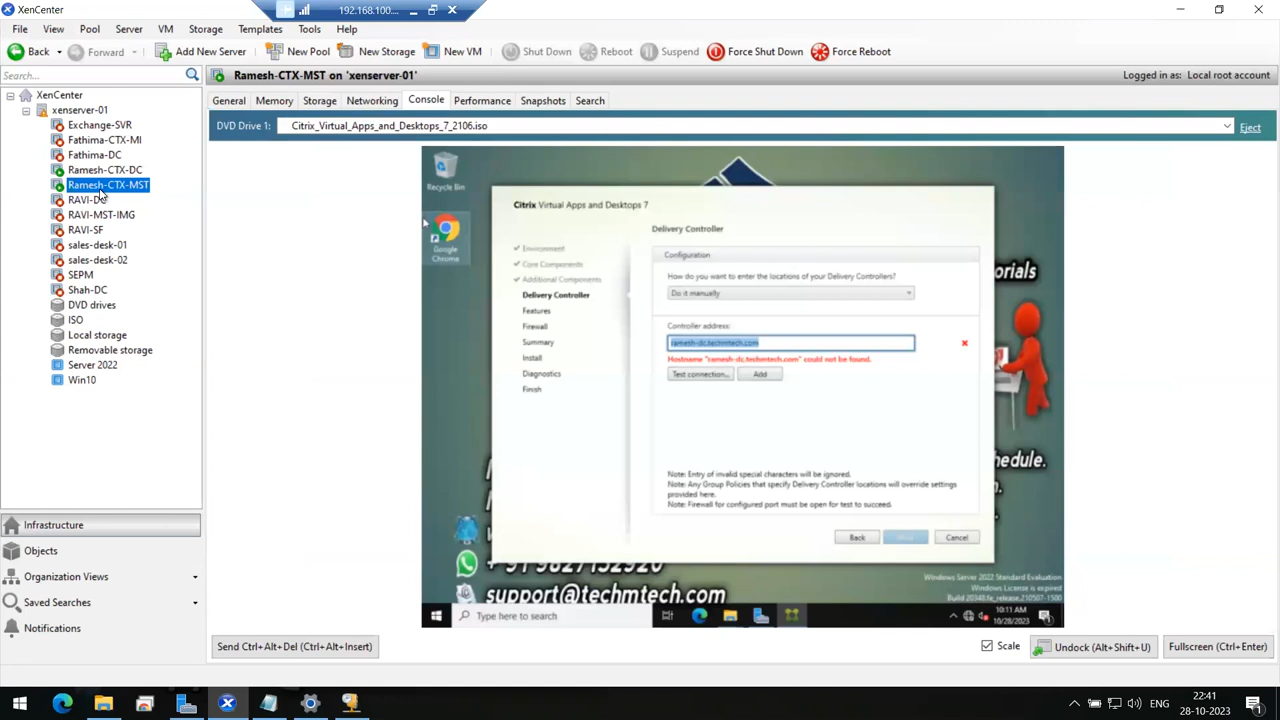 XenCenter
192.168.100....
File View Pool Server VM Storage Templates Tools Help
Back Forward Add New Server New Pool New Storage New VM Shut Down Reboot Suspend Force Shut Down Force Reboot
Search...
Ramesh-CTX-MST on 'xenserver-01'
Logged in as: Local root account
XenCenter
xenserver-01
Exchange-SVR
Fathima-CTX-MI
Fathima-DC
Ramesh-CTX-DC
Ramesh-CTX-MST
RAVI-DC
RAVI-MST-IMG
RAVI-SF
sales-desk-01
sales-desk-02
SEPM
Shah-DC
DVD drives
ISO
Local storage
Removable storage
Server 2022
Win10
Infrastructure
Objects
Organization Views
Saved Searches
Notifications
General Memory Storage Networking Console Performance Snapshots Search
DVD Drive 1: Citrix_Virtual_Apps_and_Desktops_7_2106.iso Eject
Recycle Bin
Google
Chrome
Citrix Virtual Apps and Desktops 7
Environment
Core Components
Additional Components
Delivery Controller
Features
Firewall
Summary
Install
Diagnostics
Finish
Delivery Controller
Configuration
How do you want to enter the locations of your Delivery Controllers?
Do it manually
Controller address:
ramesh-dc.techmtech.com
Hostname "ramesh-dc.techmtech.com" could not be found.
Test connection... Add
Note: Entry of invalid special characters will be ignored.
Note: Any Group Policies that specify Delivery Controller locations will override settings
provided here.
Note: Firewall for configured port must be open for test to succeed.
Back Cancel
orials
hedule.
support@techmtech.com
Windows Server 2022 Standard Evaluation
Windows License is expired
Build 20348.fe_release.210507-1500
Type here to search
10:11 AM
10/28/2023
Send Ctrl+Alt+Del (Ctrl+Alt+Insert)
Scale
Undock (Alt+Shift+U)
Fullscreen (Ctrl+Enter)
ENG
22:41
28-10-2023